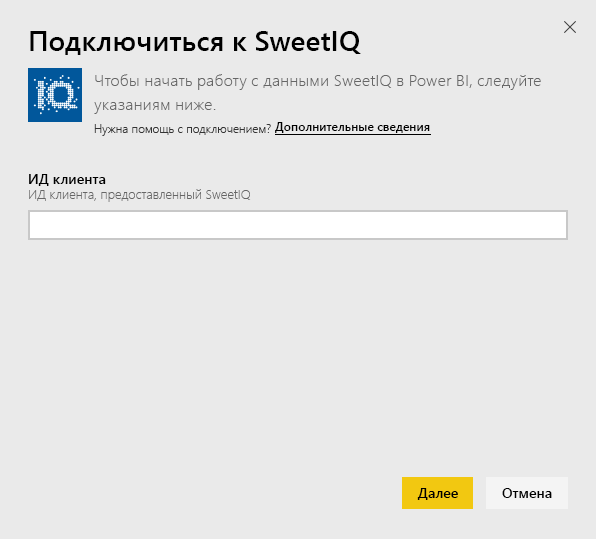 Подключиться к SweetIQ
IQ
Чтобы начать работу с данными SweetIQ в Power BI, следуйте
указаниям ниже.
Нужна помощь с подключением? Дополнительные сведения
ИД клиента
ИД клиента, предоставленный SweetIQ
Далее
Отмена